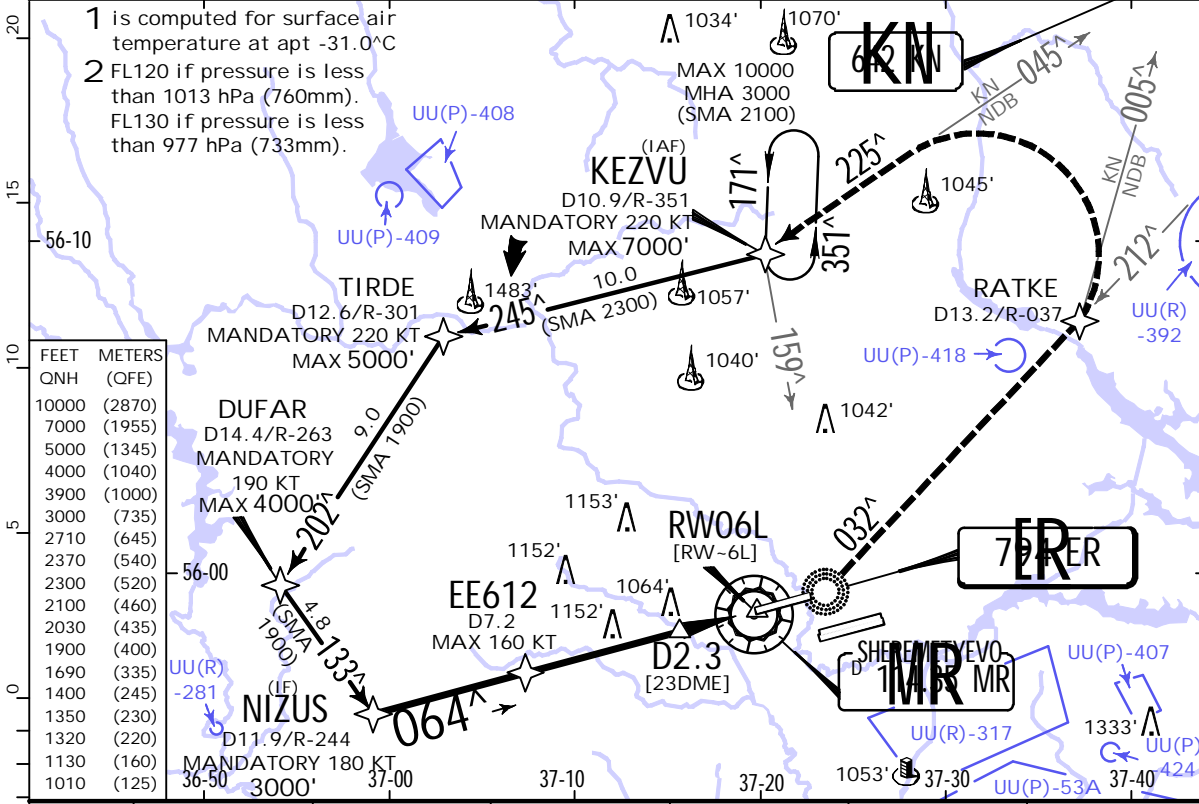 1 is computed for surface air
temperature at apt -31.0^C
2 FL120 if pressure is less
than 1013 hPa (760mm).
FL130 if pressure is less
than 977 hPa (733mm).
20
15
10
5
0
1034'
1070'
MAX 10000
MHA 3000
(SMA 2100)
KN
642 KN
KN
NDB
045^
KN
NDB
005^
212^
UU(P)-408
UU(P)-409
56-10
(IAF)
KEZVU
D10.9/R-351
MANDATORY 220 KT
MAX 7000'
171^
351^
225^
1045'
159^
RATKE
D13.2/R-037
UU(R)
-392
UU(P)-418
TIRDE
D12.6/R-301
MANDATORY 220 KT
MAX 5000'
1483'
245^
10.0
(SMA 2300)
1057'
1040'
1042'
FEET METERS
QNH (QFE)
10000 (2870)
7000 (1955)
5000 (1345)
4000 (1040)
3900 (1000)
3000 (735)
2710 (645)
2370 (540)
2300 (520)
2100 (460)
2030 (435)
1900 (400)
1690 (335)
1400 (245)
1350 (230)
1320 (220)
1130 (160)
1010 (125)
DUFAR
D14.4/R-263
MANDATORY
190 KT
MAX 4000'
9.0
(SMA 1900)
202^
56-00
4.8
(SMA
1900)
133^
1153'
1152'
1064'
1152'
RW06L
[RW~6L]
032^
ER
794 ER
EE612
D7.2
MAX 160 KT
D2.3
[23DME]
SHEREMETYEVO
D 114.65 MR
MR
UU(P)-407
1333'
UU(P)
-424
UU(R)-317
1053'
UU(P)-53A
UU(R)
-281
(IF)
NIZUS
D11.9/R-244
MANDATORY 180 KT
3000'
064^
36-50
37-00
37-10
37-20
37-30
37-40